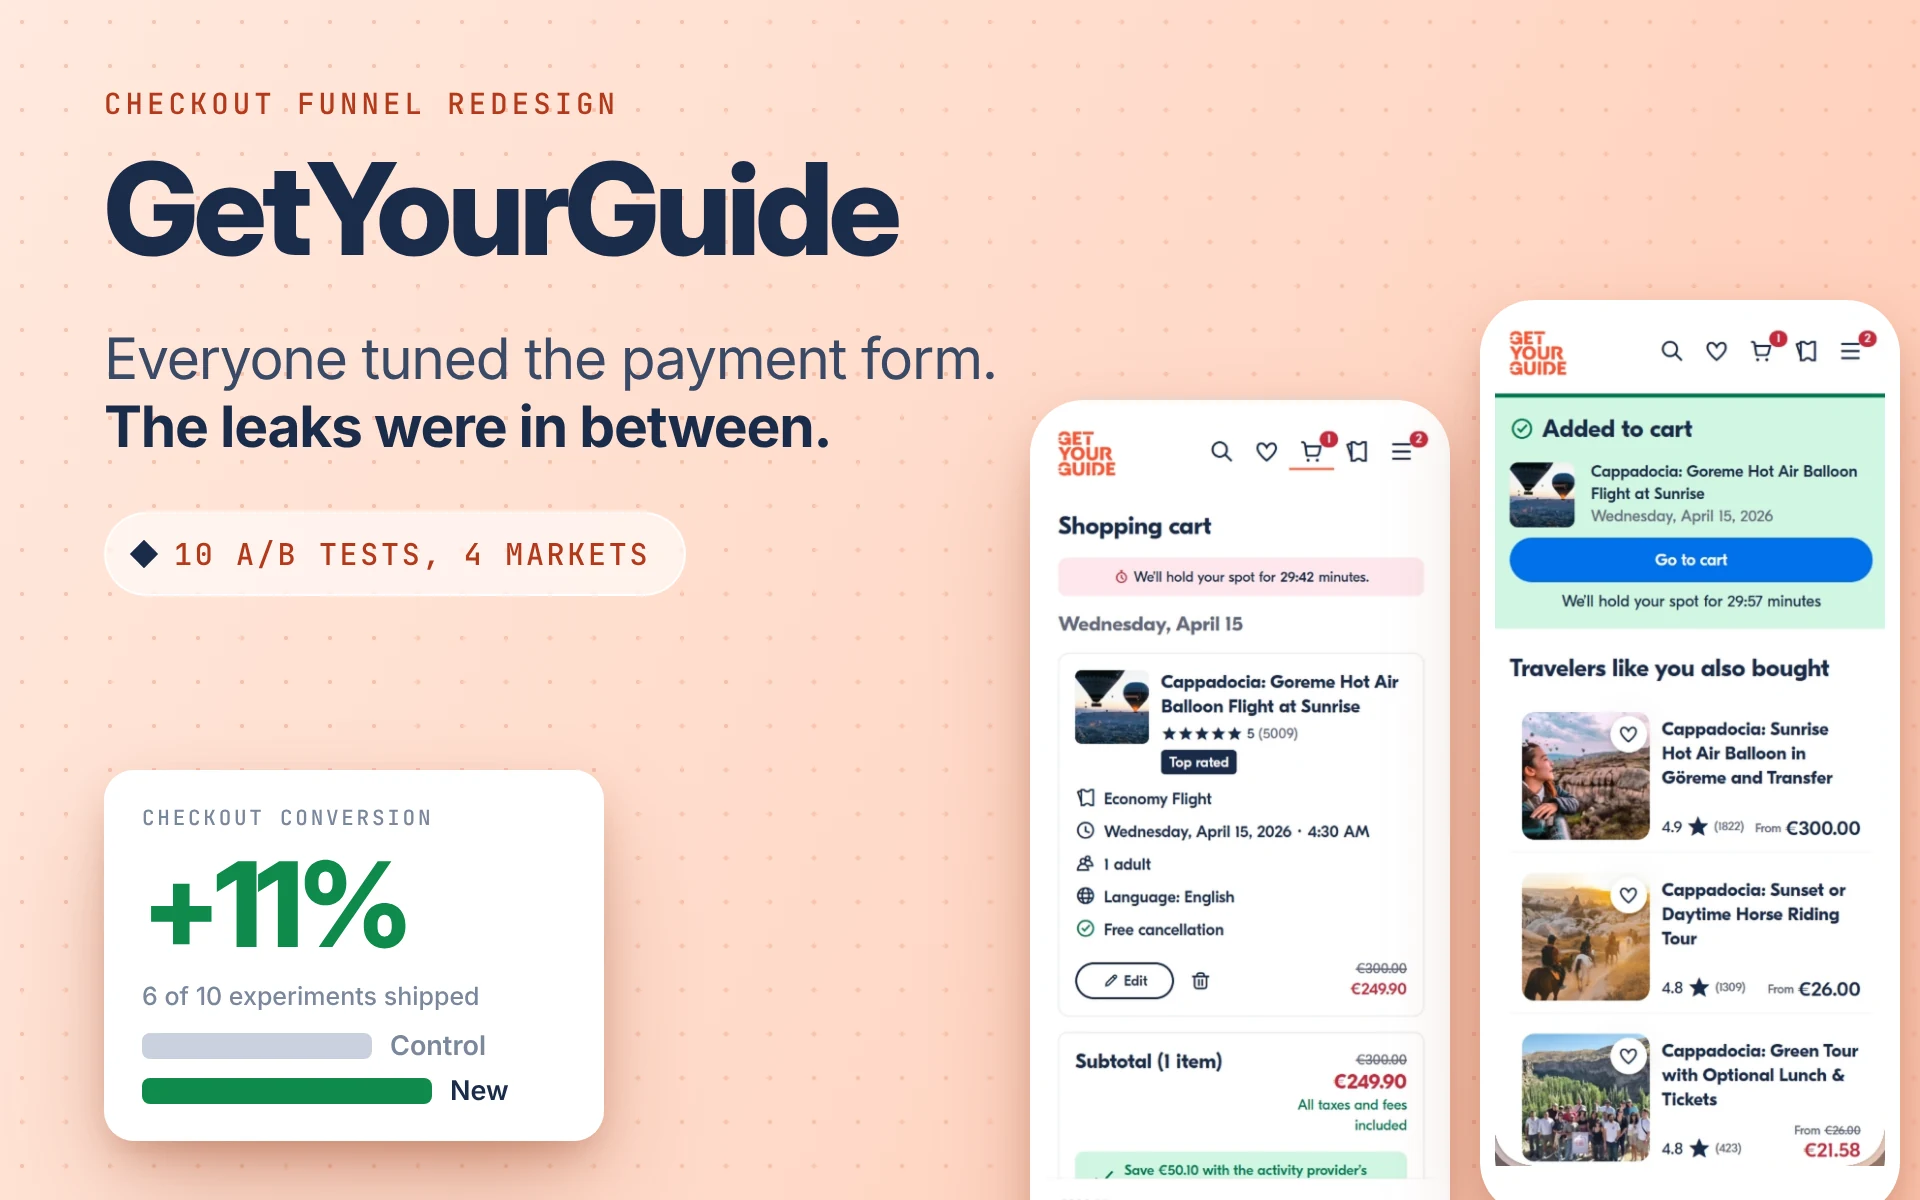 CHECKOUT FUNNEL REDESIGN
GetYourGuide
Everyone tuned the payment form.
The leaks were in between.
10 A/B TESTS, 4 MARKETS
CHECKOUT CONVERSION
+11%
6 of 10 experiments shipped
Control
New
GET
YOUR
GUIDE
1
2
Shopping cart
We'll hold your spot for 29:42 minutes.
Wednesday, April 15
Cappadocia: Goreme Hot Air
Balloon Flight at Sunrise
5 (5009)
Top rated
Economy Flight
Wednesday, April 15, 2026 · 4:30 AM
1 adult
Language: English
Free cancellation
Edit
€300.00
€249.90
Subtotal (1 item)
€300.00
€249.90
All taxes and fees
included
Save €50.10 with the activity provider's
GET
YOUR
GUIDE
1
2
Added to cart
Cappadocia: Goreme Hot Air Balloon
Flight at Sunrise
Wednesday, April 15, 2026
Go to cart
We'll hold your spot for 29:57 minutes
Travelers like you also bought
Cappadocia: Sunrise
Hot Air Balloon in
Göreme and Transfer
4.9 (1822) From €300.00
Cappadocia: Sunset or
Daytime Horse Riding
Tour
4.8 (1309) From €26.00
Cappadocia: Green Tour
with Optional Lunch &
Tickets
From €26.00
4.8 (423) €21.58